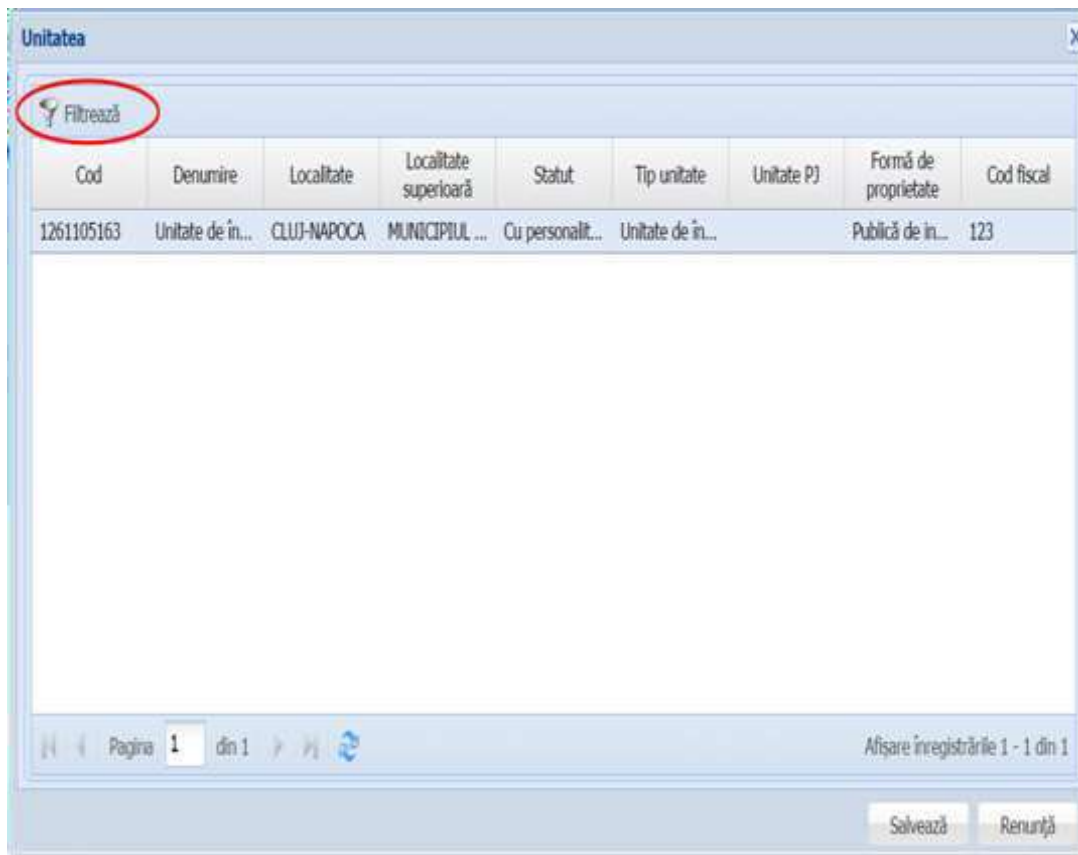 Unitatea
Filtrează
Cod Denumire Localitate Localitate superioară Statut Tip unitate Unitate PJ Formă de proprietate Cod fiscal
1261105163 Unitate de în... CLUJ-NAPOCA MUNICIPIUL ... Cu personalit... Unitate de în... Publică de in... 123
Pagina 1 din 1 Afișare înregistrările 1 - 1 din 1
Salvează Renunță